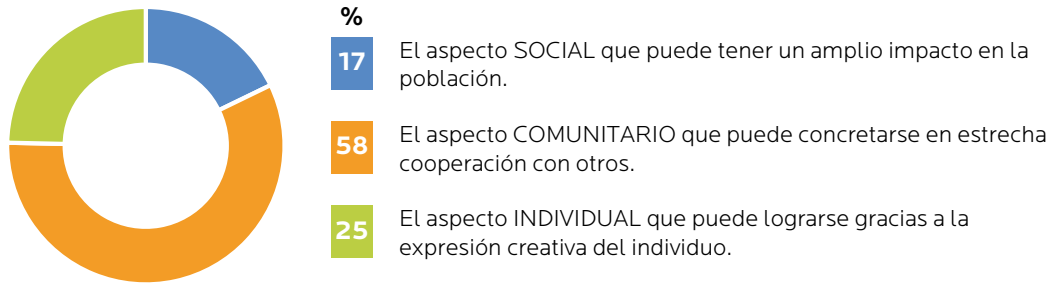 %
17
El aspecto SOCIAL que puede tener un amplio impacto en la
población.
58
El aspecto COMUNITARIO que puede concretarse en estrecha
cooperación con otros.
25
El aspecto INDIVIDUAL que puede lograrse gracias a la
expresión creativa del individuo.